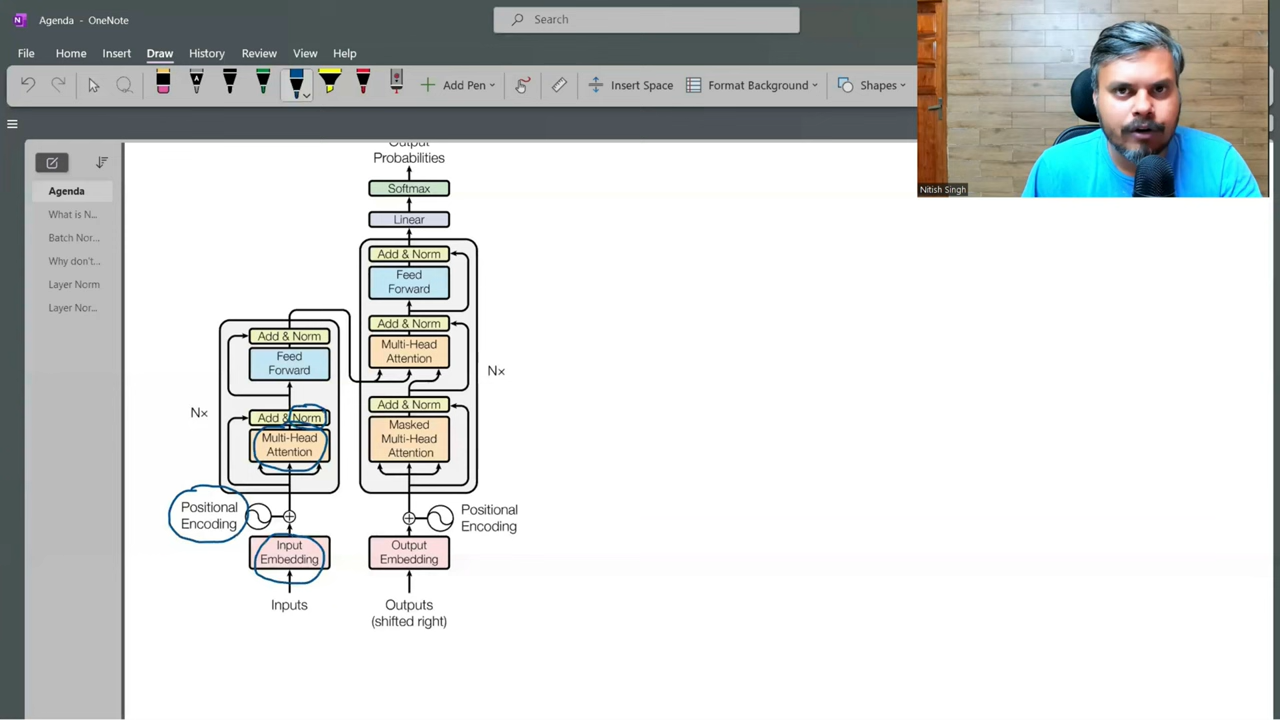 Agenda - OneNote
Search
File Home Insert Draw History Review View Help
Add Pen
Insert Space
Format Background
Shapes
Nitish Singh
Agenda
What is N...
Batch Nor...
Why don't...
Layer Norm
Layer Nor...
Output
Probabilities
Softmax
Linear
Add & Norm
Feed
Forward
Add & Norm
Multi-Head
Attention
Nx
Add & Norm
Masked
Multi-Head
Attention
Positional
Encoding
Output
Embedding
Outputs
(shifted right)
Add & Norm
Feed
Forward
Nx
Add & Norm
Multi-Head
Attention
Positional
Encoding
Input
Embedding
Inputs